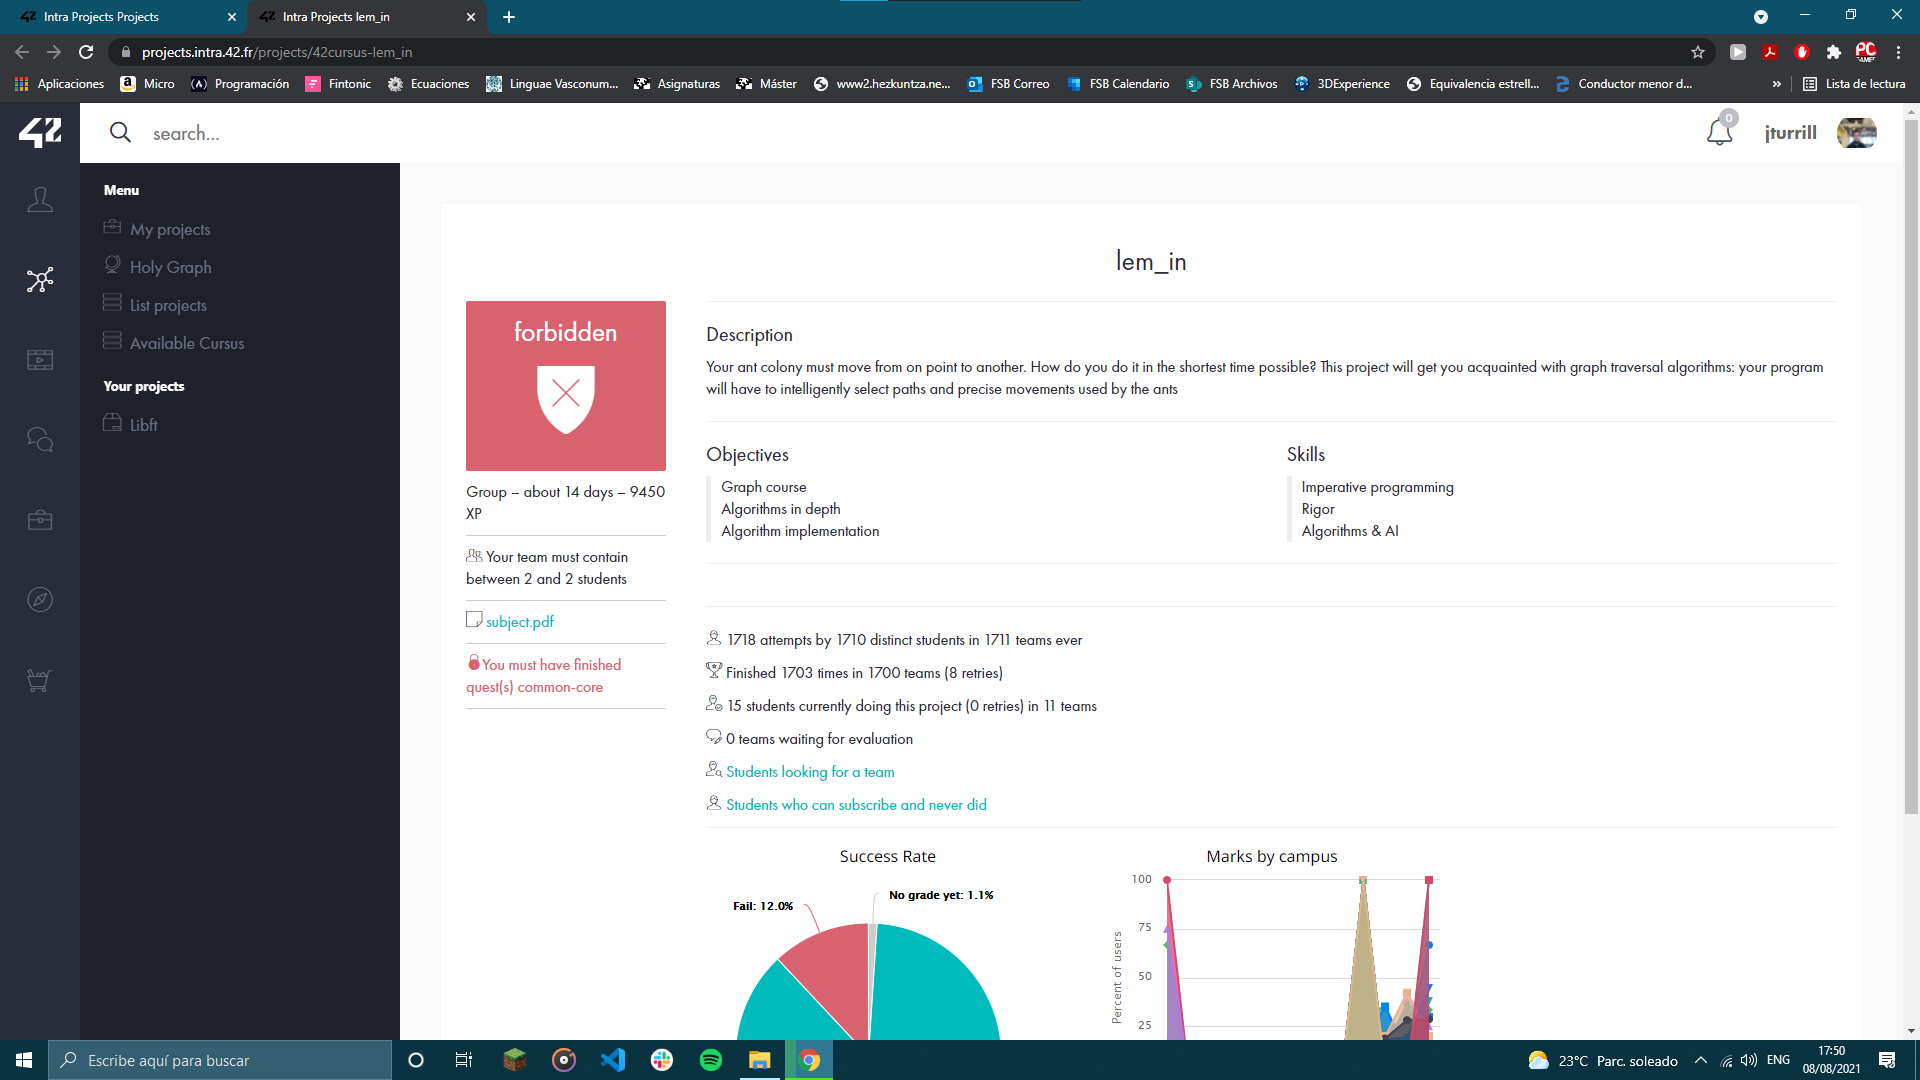 Intra Projects Projects
Intra Projects lem_in
projects.intra.42.fr/projects/42cursus-lem_in
Aplicaciones
Micro
Programación
Fintonic
Ecuaciones
Linguae Vasconum...
Asignaturas
Máster
www2.hezkuntza.ne...
FSB Correo
FSB Calendario
FSB Archivos
3DExperience
Equivalencia estrell...
Conductor menor d...
»
Lista de lectura
42
search...
0
jturrill
Menu
My projects
Holy Graph
List projects
Available Cursus
Your projects
Libft
lem_in
forbidden
Group – about 14 days – 9450
XP
Your team must contain
between 2 and 2 students
subject.pdf
You must have finished
quest(s) common-core
Description
Your ant colony must move from on point to another. How do you do it in the shortest time possible? This project will get you acquainted with graph traversal algorithms: your program
will have to intelligently select paths and precise movements used by the ants
Objectives
Graph course
Algorithms in depth
Algorithm implementation
Skills
Imperative programming
Rigor
Algorithms & AI
1718 attempts by 1710 distinct students in 1711 teams ever
Finished 1703 times in 1700 teams (8 retries)
15 students currently doing this project (0 retries) in 11 teams
0 teams waiting for evaluation
Students looking for a team
Students who can subscribe and never did
Success Rate
Fail: 12.0%
No grade yet: 1.1%
Marks by campus
Percent of users
100
75
50
25
Escribe aquí para buscar
23°C Parc. soleado
ENG
17:50
08/08/2021